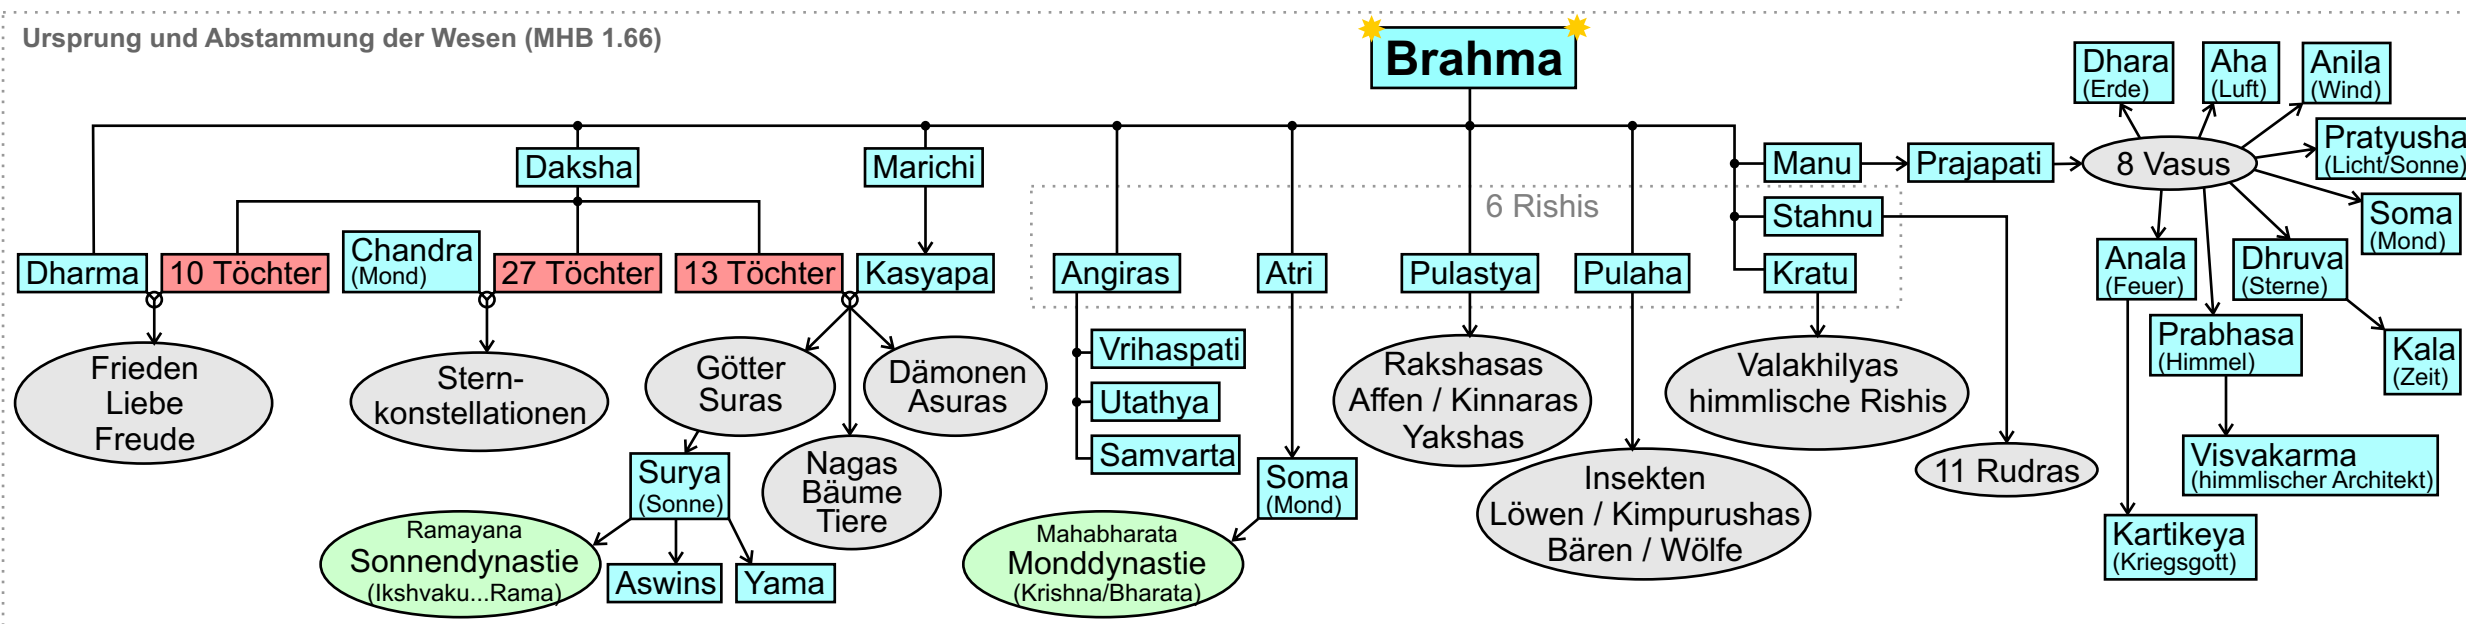 Ursprung und Abstammung der Wesen (MHB 1.66)
Brahma
Daksha
Marichi
Manu
Prajapati
8 Vasus
Dhara
(Erde)
Aha
(Luft)
Anila
(Wind)
Pratyusha
(Licht/Sonne)
Soma
(Mond)
6 Rishis
Stahnu
Dharma
10 Töchter
Chandra
(Mond)
27 Töchter
13 Töchter
Kasyapa
Angiras
Atri
Pulastya
Pulaha
Kratu
Anala
(Feuer)
Dhruva
(Sterne)
Prabhasa
(Himmel)
Kala
(Zeit)
Frieden
Liebe
Freude
Stern-
konstellationen
Götter
Suras
Dämonen
Asuras
Nagas
Bäume
Tiere
Vrihaspati
Utathya
Samvarta
Rakshasas
Affen / Kinnaras
Yakshas
Valakhilyas
himmlische Rishis
Insekten
Löwen / Kimpurushas
Bären / Wölfe
11 Rudras
Visvakarma
(himmlischer Architekt)
Kartikeya
(Kriegsgott)
Surya
(Sonne)
Soma
(Mond)
Ramayana
Sonnendynastie
(Ikshvaku...Rama)
Aswins
Yama
Mahabharata
Monddynastie
(Krishna/Bharata)